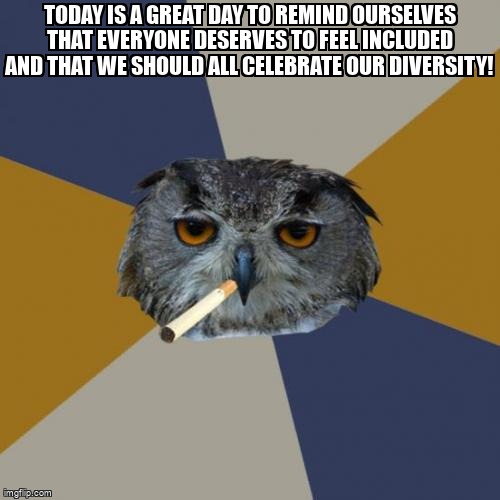 TODAY IS A GREAT DAY TO REMIND OURSELVES
THAT EVERYONE DESERVES TO FEEL INCLUDED
AND THAT WE SHOULD ALL CELEBRATE OUR DIVERSITY!
imgflip.com